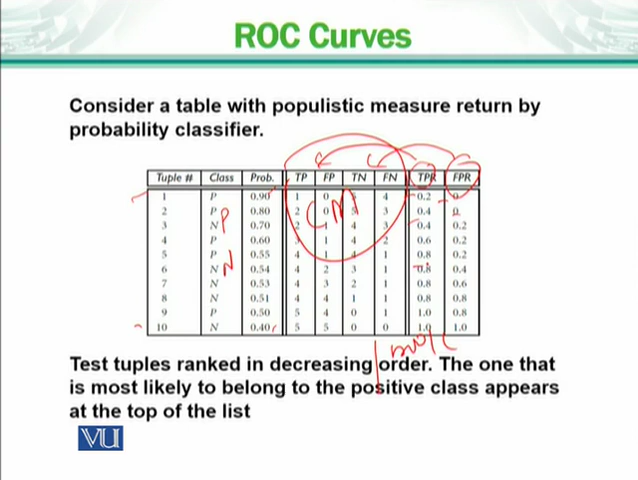 ROC Curves
Consider a table with populistic measure return by
probability classifier.
Tuple # Class Prob. TP FP TN FN TPR FPR
1 P 0.90 1 0 4 0.2
2 P 0.80 2 0 3 0.4
3 N 0.70 2 1 4 3 0.4 0.2
4 P 0.60 1 4 2 0.6 0.2
5 P 0.55 4 1 4 1 0.8 0.2
6 N 0.54 4 2 3 1 0.8 0.4
7 N 0.53 4 3 2 1 0.8 0.6
8 N 0.51 4 4 1 1 0.8 0.8
9 P 0.50 5 4 0 1 1.0 0.8
10 N 0.40 5 5 0 0 1.0 1.0
CM
P
N
Test tuples ranked in decreasing order. The one that
is most likely to belong to the positive class appears
at the top of the list
VU